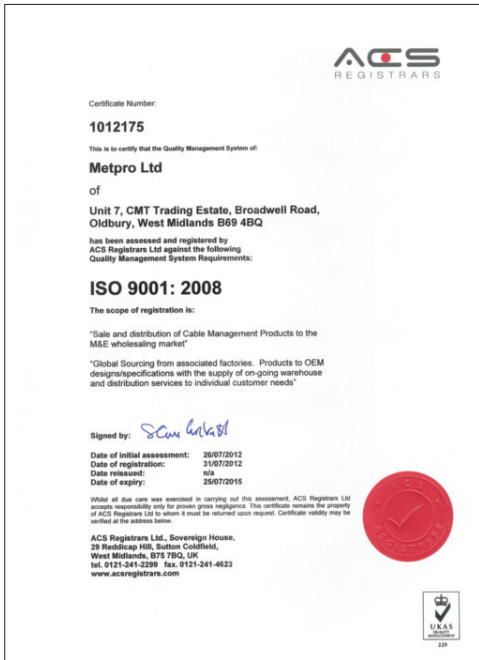 ACS
REGISTRARS
Certificate Number:
1012175
This is to certify that the Quality Management System of:
Metpro Ltd
of
Unit 7, CMT Trading Estate, Broadwell Road,
Oldbury, West Midlands B69 4BQ
has been assessed and registered by
ACS Registrars Ltd against the following
Quality Management System Requirements:
ISO 9001: 2008
The scope of registration is:
"Sale and distribution of Cable Management Products to the
M&E wholesaling market"
"Global Sourcing from associated factories. Products to OEM
designs/specifications with the supply of on-going warehouse
and distribution services to individual customer needs"
Signed by:
Date of initial assessment: 26/07/2012
Date of registration: 31/07/2012
Date reissued: n/a
Date of expiry: 25/07/2015
Whilst all due care was exercised in carrying out this assessment, ACS Registrars Ltd
accepts responsibility only for proven gross negligence. This certificate remains the property
of ACS Registrars Ltd to whom it must be returned upon request. Certificate validity may be
verified at the address below.
ACS Registrars Ltd., Sovereign House,
29 Reddicap Hill, Sutton Coldfield,
West Midlands, B75 7BQ, UK
tel. 0121-241-2299 fax. 0121-241-4623
www.acsregistrars.com
ACS
REGISTRARS
UKAS
QUALITY
MANAGEMENT
229